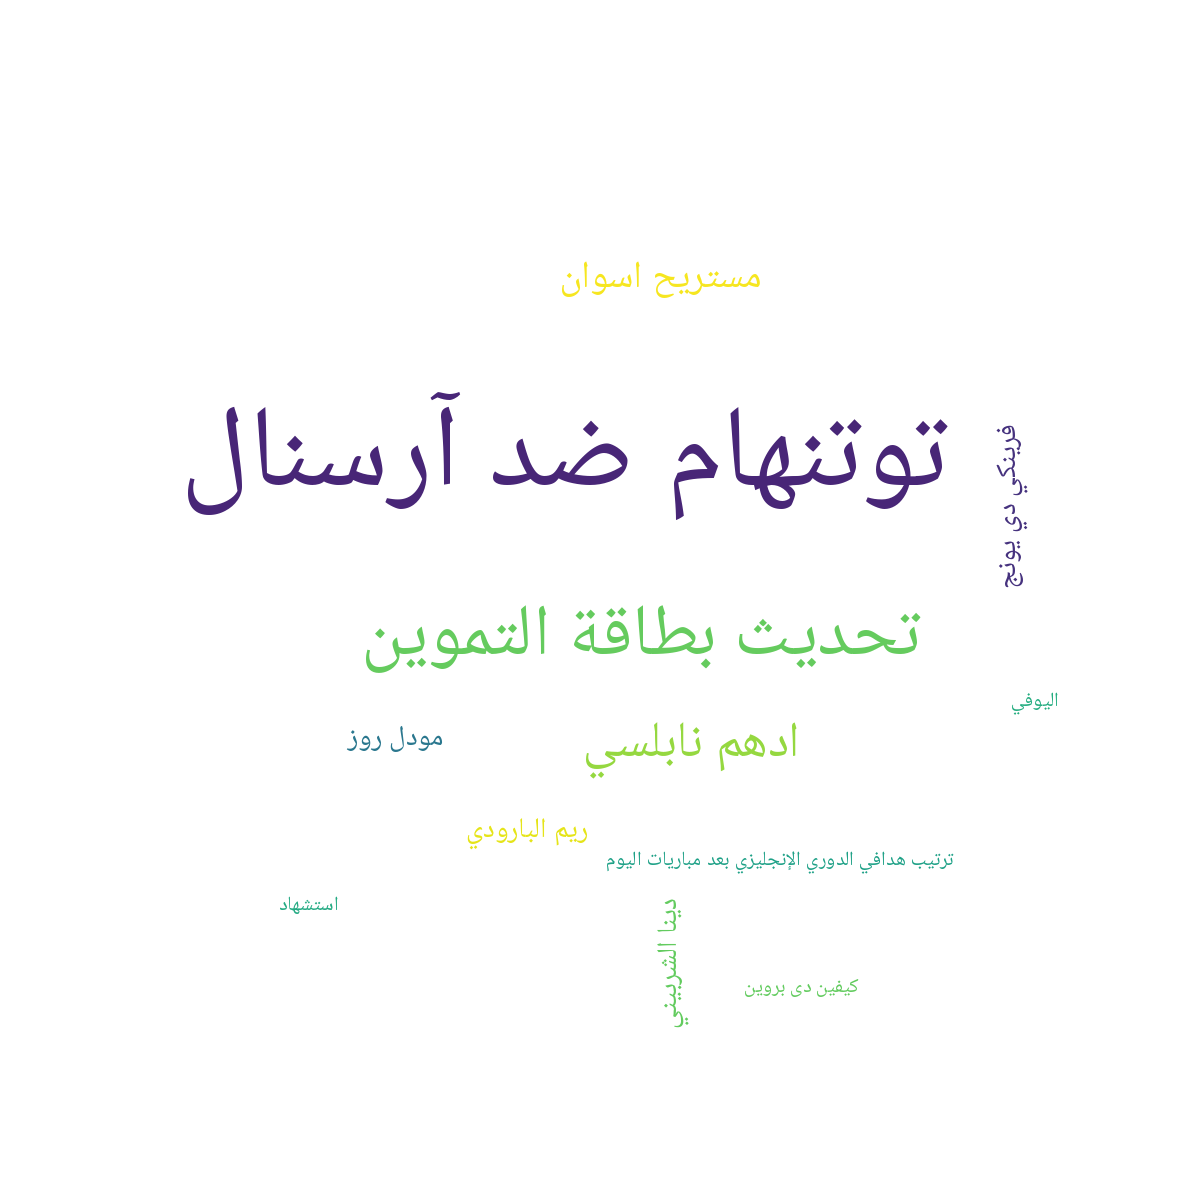 مستريح اسوان
توتنهام ضد آرسنال
فرينكي دي يونج
تحديث بطاقة التموين
اليوفي
ادهم نابلسي
مودل روز
ريم البارودي
ترتيب هدافي الدوري الإنجليزي بعد مباريات اليوم
استشهاد
دينا الشربيني
كيفين دى بروين